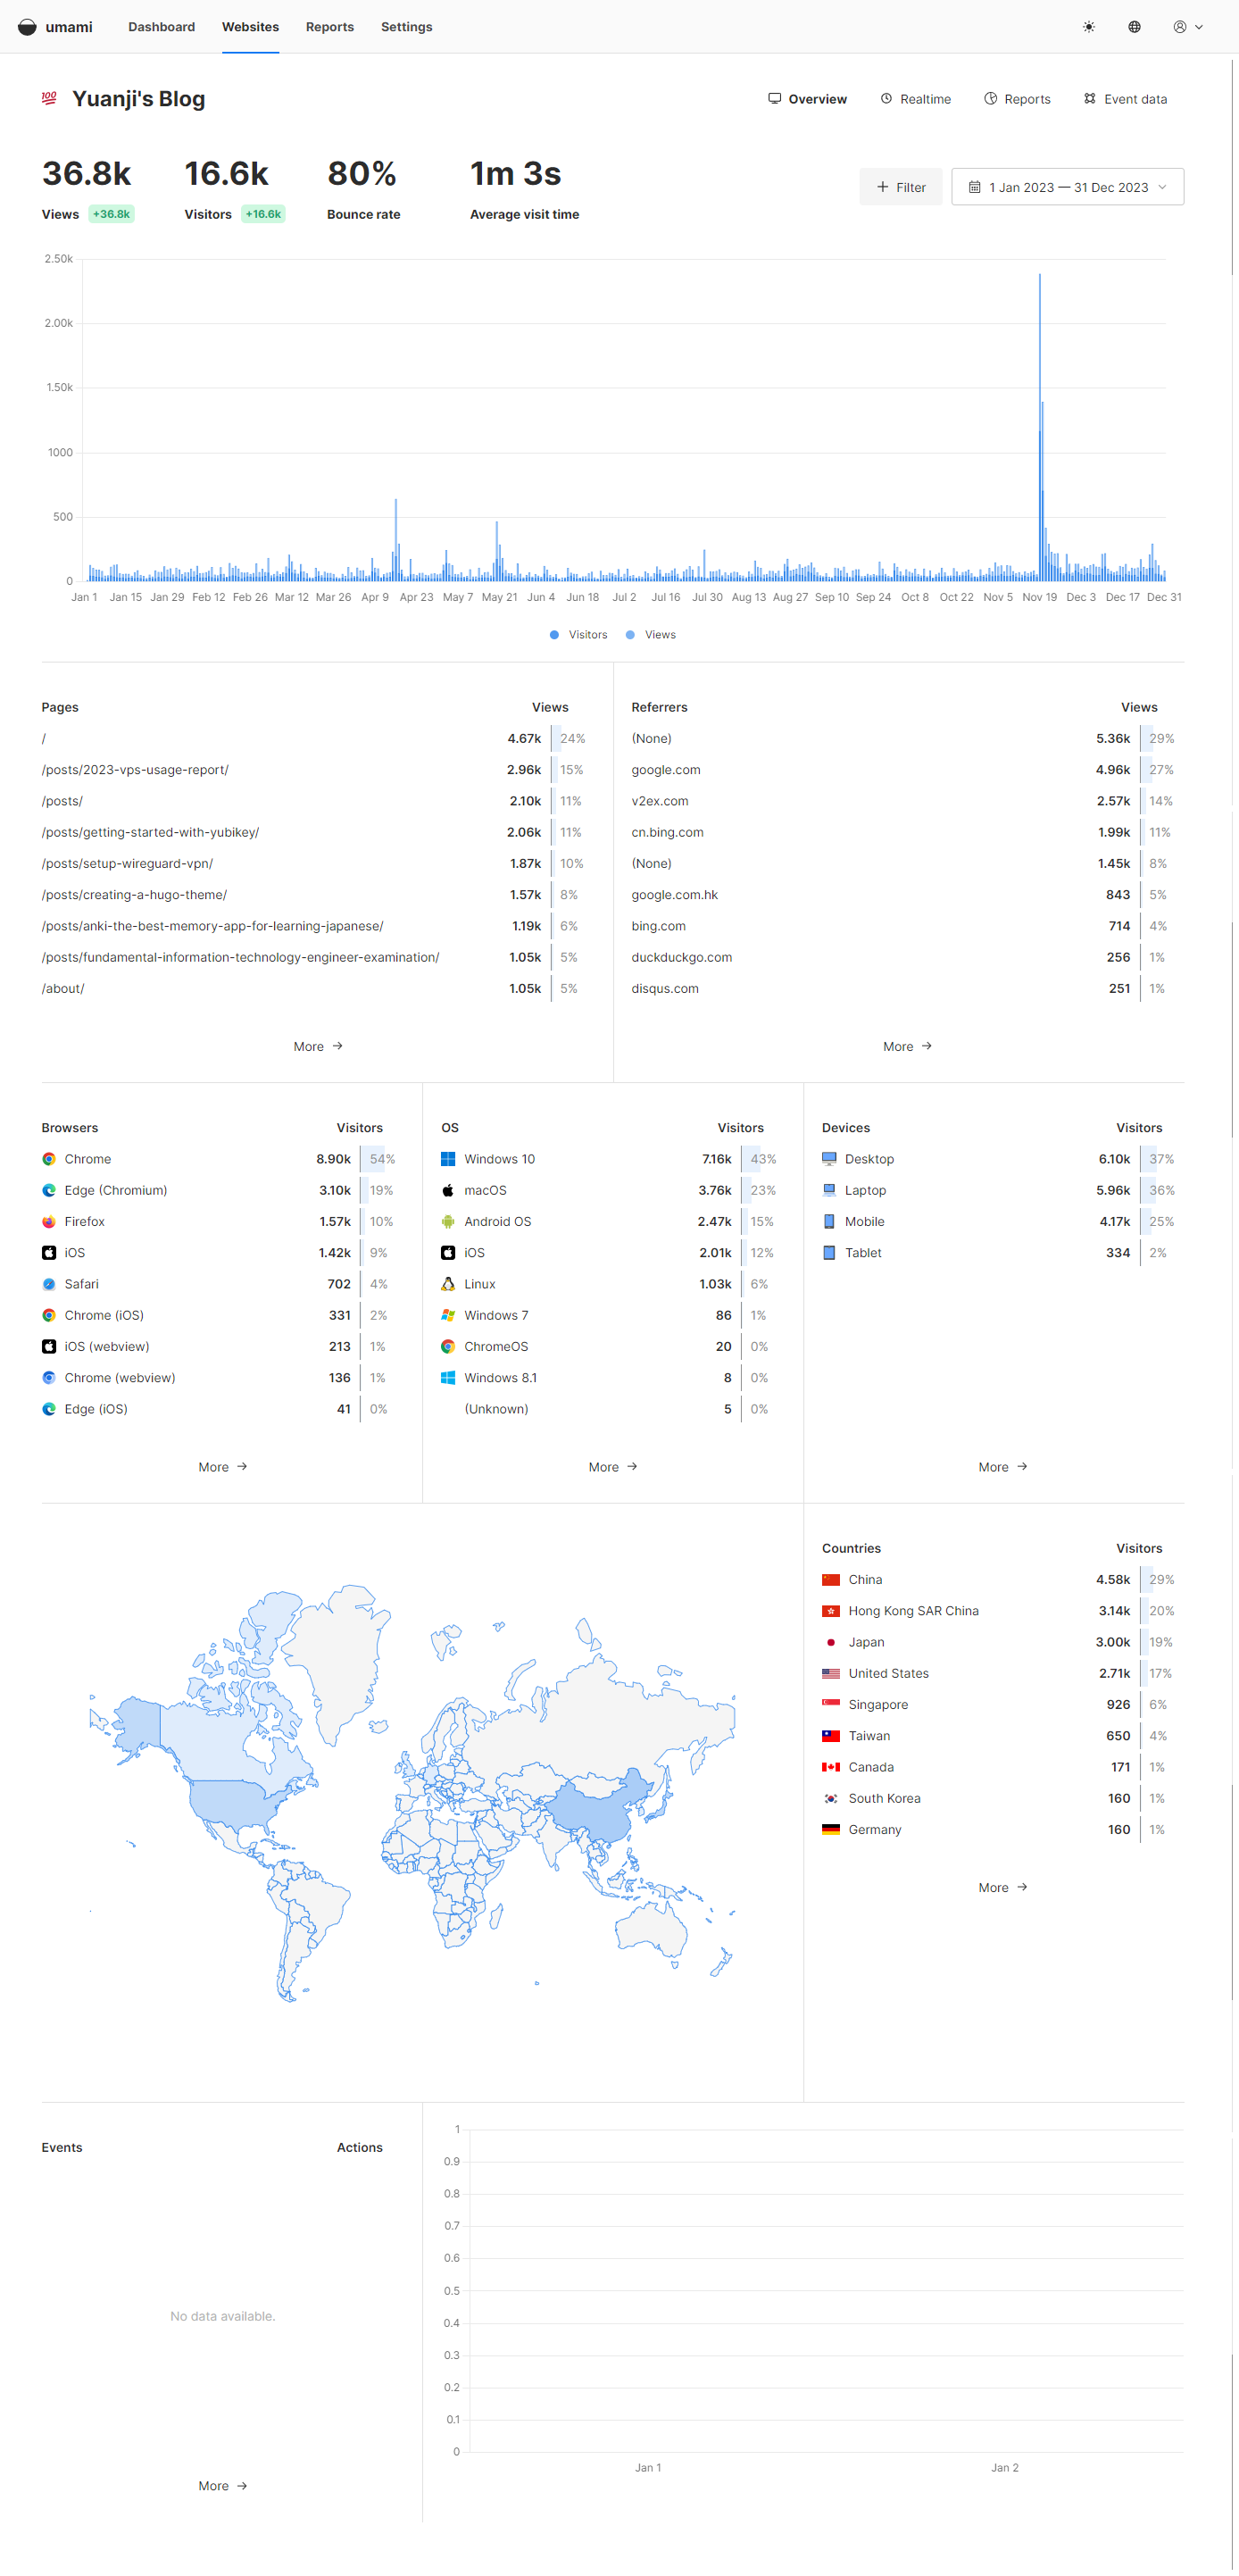 umami Dashboard Websites Reports Settings
Yuanji's Blog Overview Realtime Reports Event data
36.8k 16.6k 80% 1m 3s
Views +36.8k Visitors +16.6k Bounce rate Average visit time
Filter 1 Jan 2023 — 31 Dec 2023
2.50k
2.00k
1.50k
1000
500
0
Jan 1 Jan 15 Jan 29 Feb 12 Feb 26 Mar 12 Mar 26 Apr 9 Apr 23 May 7 May 21 Jun 4 Jun 18 Jul 2 Jul 16 Jul 30 Aug 13 Aug 27 Sep 10 Sep 24 Oct 8 Oct 22 Nov 5 Nov 19 Dec 3 Dec 17 Dec 31
Visitors Views
Pages Views
/ 4.67k 24%
/posts/2023-vps-usage-report/ 2.96k 15%
/posts/ 2.10k 11%
/posts/getting-started-with-yubikey/ 2.06k 11%
/posts/setup-wireguard-vpn/ 1.87k 10%
/posts/creating-a-hugo-theme/ 1.57k 8%
/posts/anki-the-best-memory-app-for-learning-japanese/ 1.19k 6%
/posts/fundamental-information-technology-engineer-examination/ 1.05k 5%
/about/ 1.05k 5%
More
Referrers Views
(None) 5.36k 29%
google.com 4.96k 27%
v2ex.com 2.57k 14%
cn.bing.com 1.99k 11%
(None) 1.45k 8%
google.com.hk 843 5%
bing.com 714 4%
duckduckgo.com 256 1%
disqus.com 251 1%
More
Browsers Visitors
Chrome 8.90k 54%
Edge (Chromium) 3.10k 19%
Firefox 1.57k 10%
iOS 1.42k 9%
Safari 702 4%
Chrome (iOS) 331 2%
iOS (webview) 213 1%
Chrome (webview) 136 1%
Edge (iOS) 41 0%
More
OS Visitors
Windows 10 7.16k 43%
macOS 3.76k 23%
Android OS 2.47k 15%
iOS 2.01k 12%
Linux 1.03k 6%
Windows 7 86 1%
ChromeOS 20 0%
Windows 8.1 8 0%
(Unknown) 5 0%
More
Devices Visitors
Desktop 6.10k 37%
Laptop 5.96k 36%
Mobile 4.17k 25%
Tablet 334 2%
More
Countries Visitors
China 4.58k 29%
Hong Kong SAR China 3.14k 20%
Japan 3.00k 19%
United States 2.71k 17%
Singapore 926 6%
Taiwan 650 4%
Canada 171 1%
South Korea 160 1%
Germany 160 1%
More
Events Actions
No data available.
More
1
0.9
0.8
0.7
0.6
0.5
0.4
0.3
0.2
0.1
0
Jan 1 Jan 2